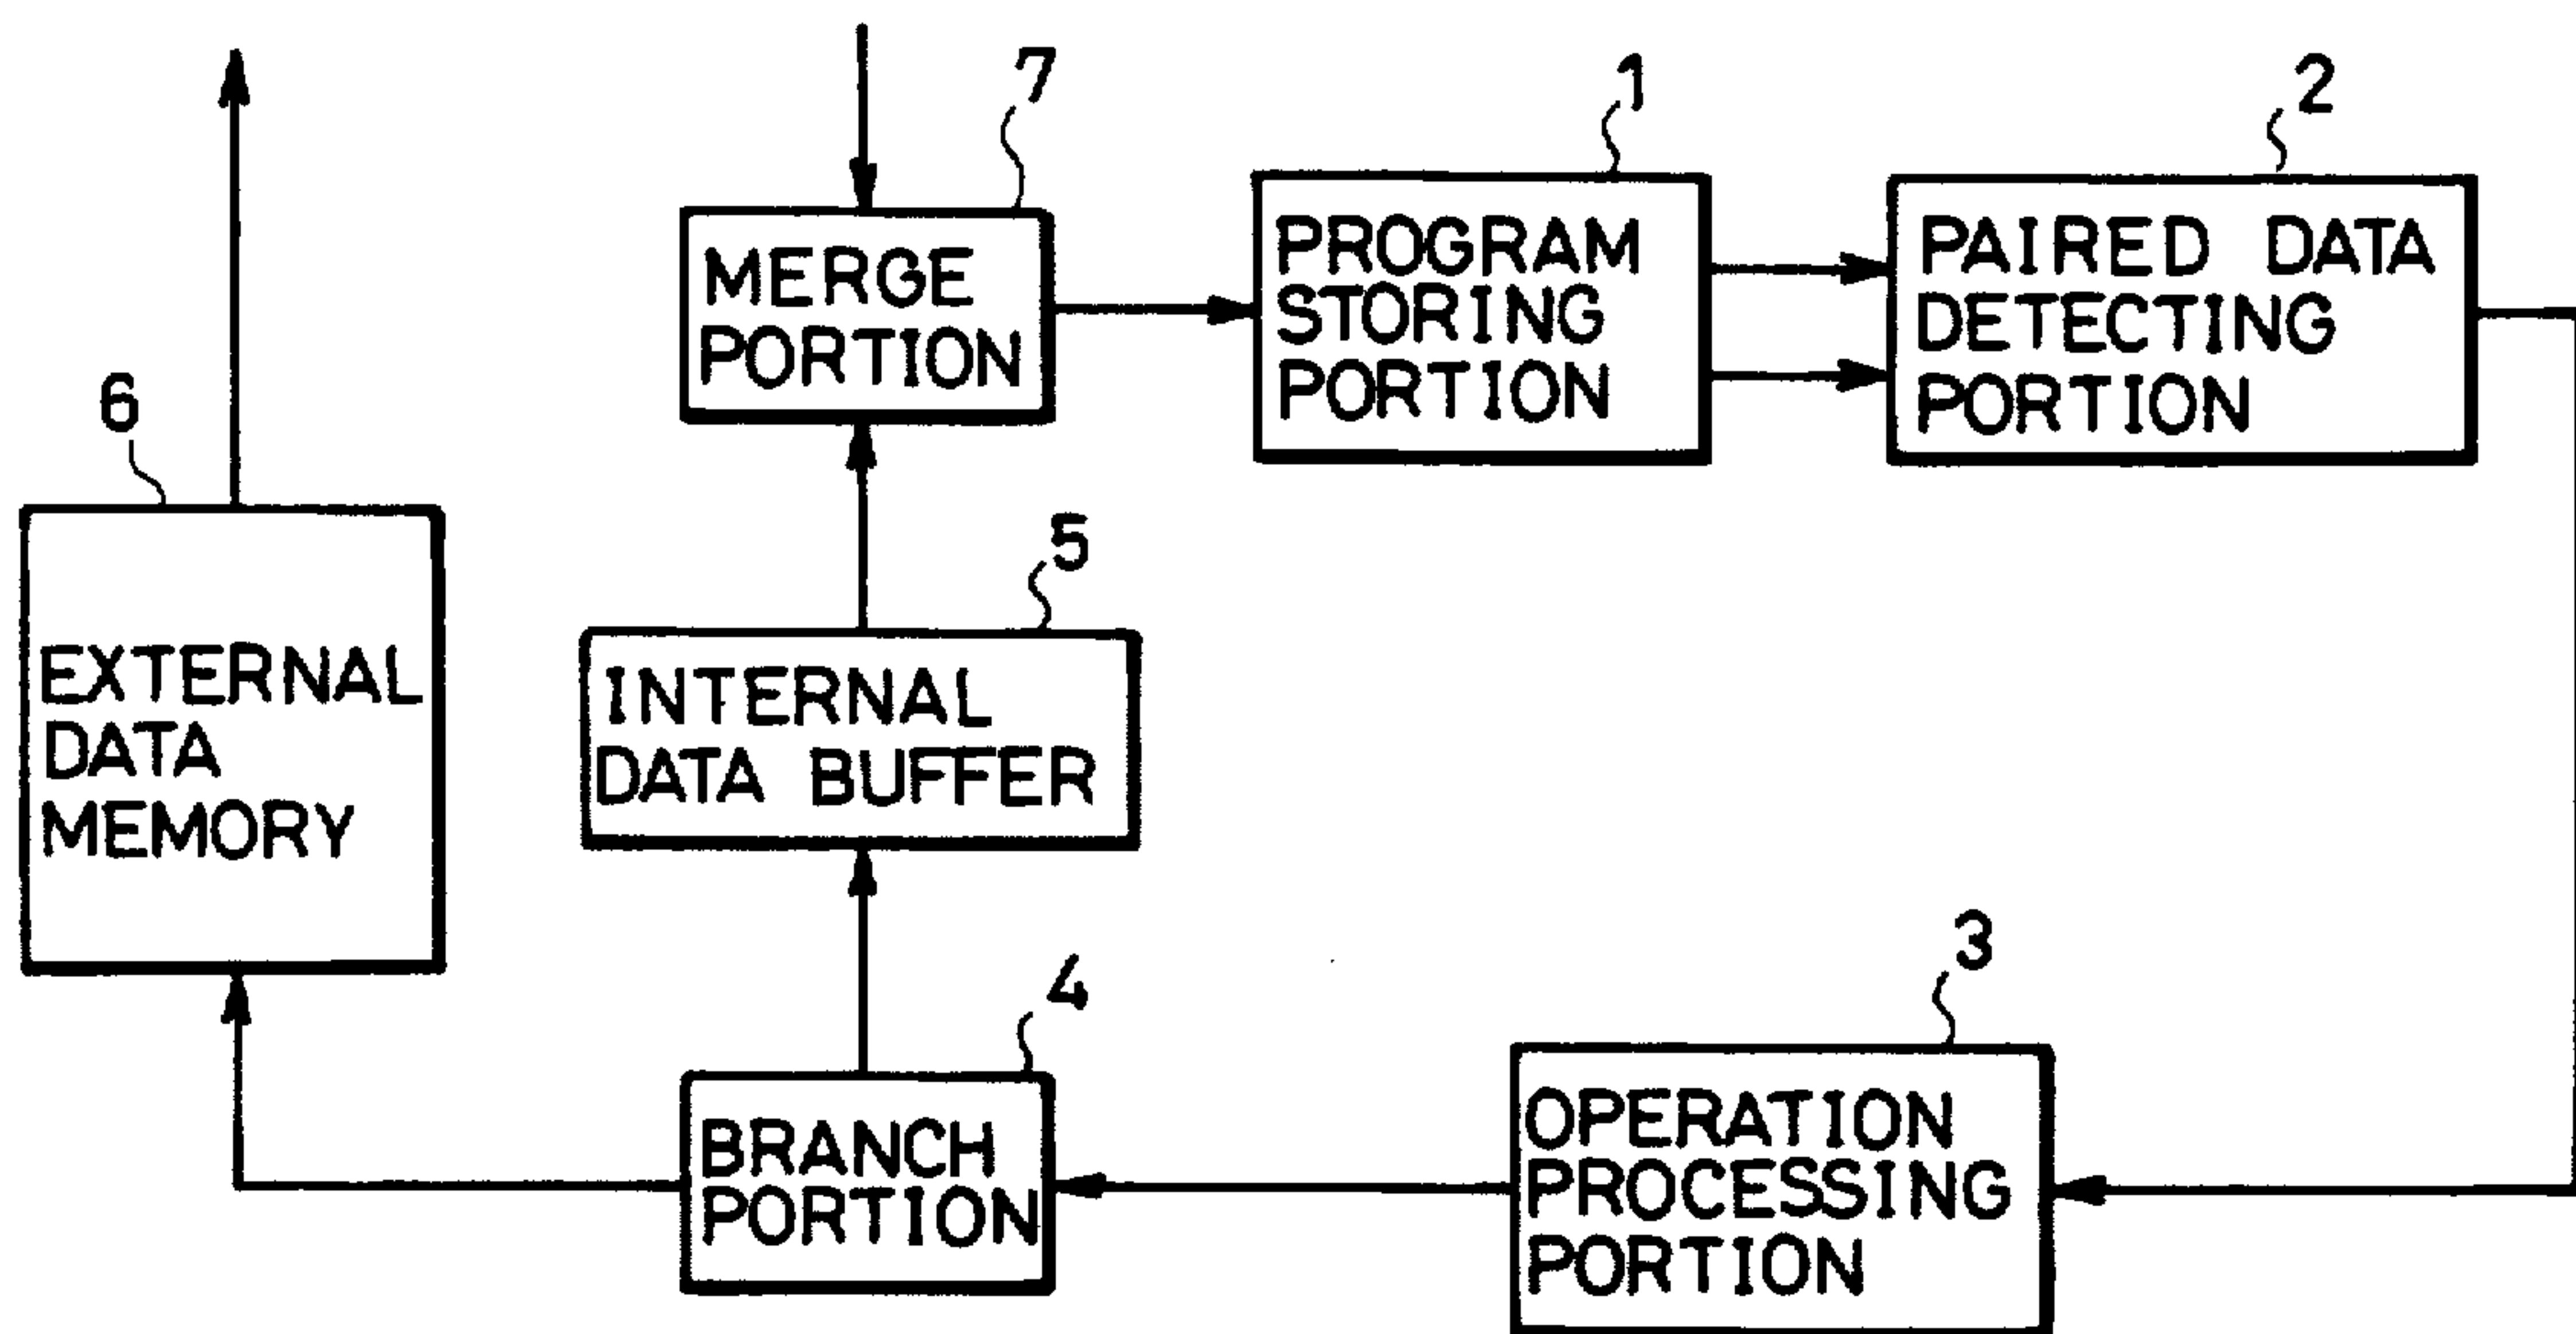 7
MERGE
PORTION
1
PROGRAM
STORING
PORTION
2
PAIRED DATA
DETECTING
PORTION
6
EXTERNAL
DATA
MEMORY
5
INTERNAL
DATA BUFFER
4
BRANCH
PORTION
3
OPERATION
PROCESSING
PORTION